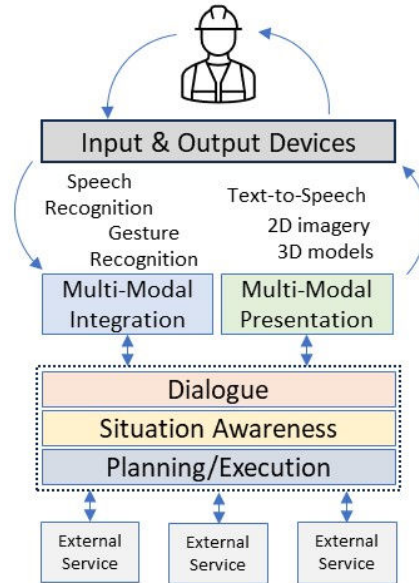 Input & Output Devices
Speech
Recognition
Gesture
Recognition
Text-to-Speech
2D imagery
3D models
Multi-Modal
Integration
Multi-Modal
Presentation
Dialogue
Situation Awareness
Planning/Execution
External
Service
External
Service
External
Service